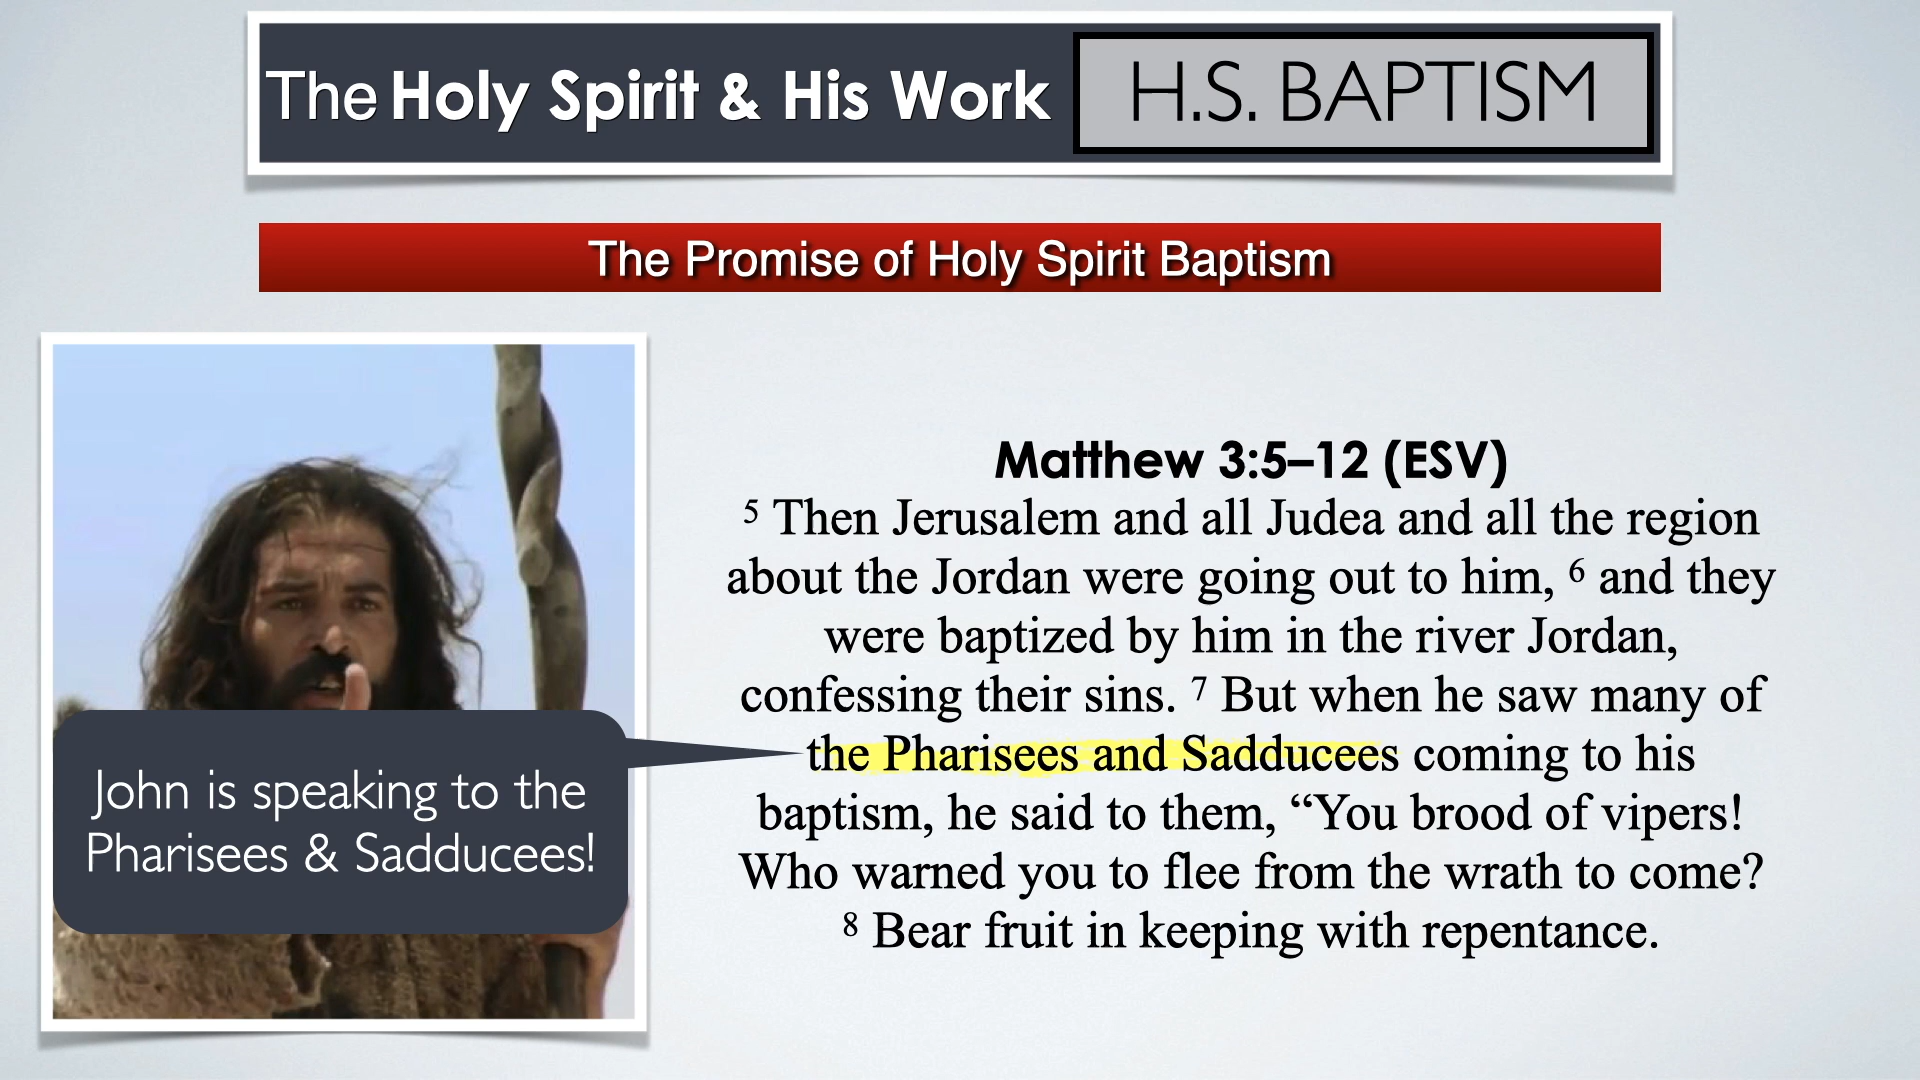 The Holy Spirit & His Work H.S. BAPTISM
The Promise of Holy Spirit Baptism
John is speaking to the
Pharisees & Sadducees!
Matthew 3:5–12 (ESV)
5 Then Jerusalem and all Judea and all the region
about the Jordan were going out to him, 6 and they
were baptized by him in the river Jordan,
confessing their sins. 7 But when he saw many of
the Pharisees and Sadducees coming to his
baptism, he said to them, “You brood of vipers!
Who warned you to flee from the wrath to come?
8 Bear fruit in keeping with repentance.